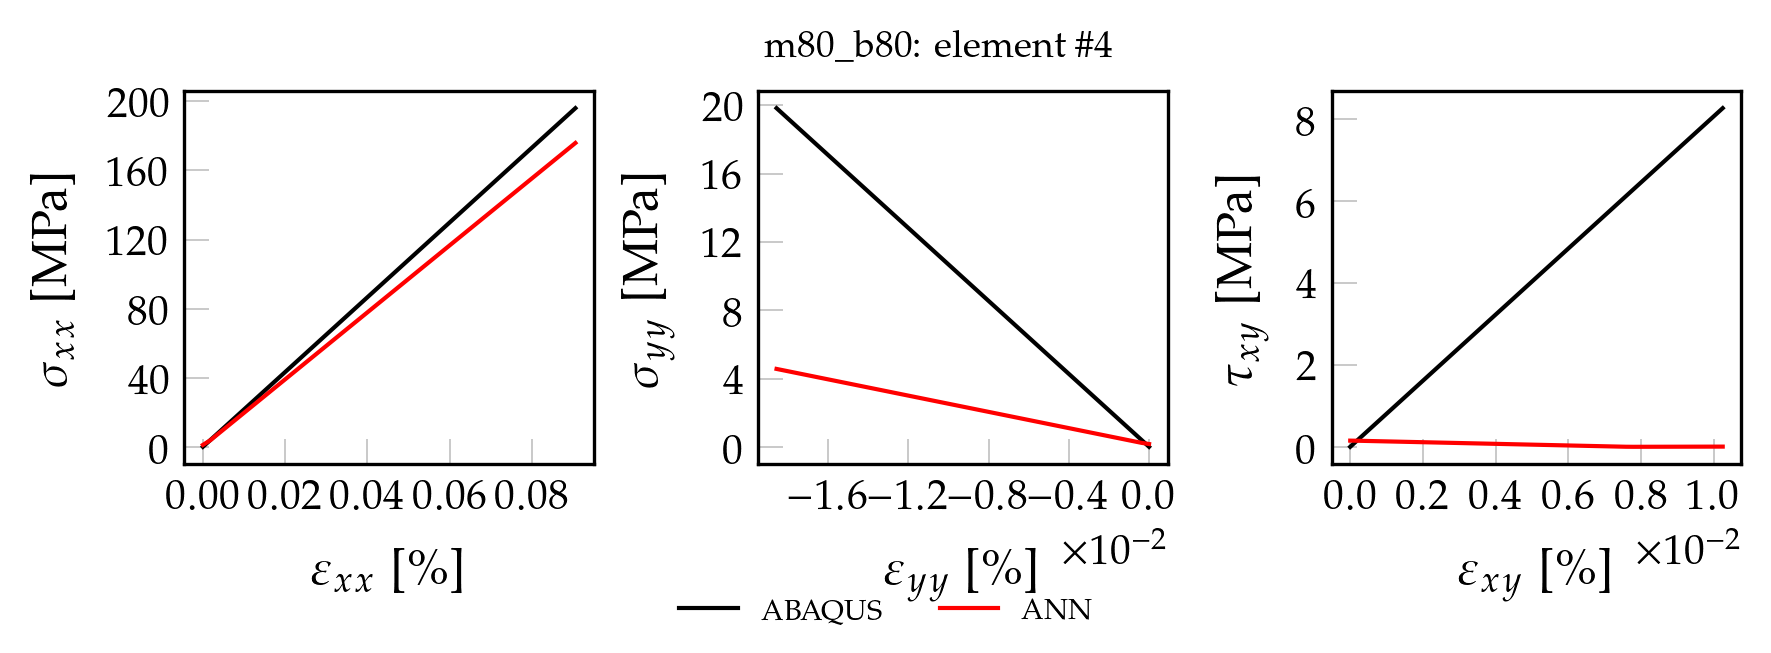 m80_b80: element #4
200
160
120
80
40
0
σxx [MPa]
0.00 0.02 0.04 0.06 0.08
εxx [%]
20
16
12
8
4
0
σyy [MPa]
−1.6 −1.2 −0.8 −0.4 0.0
×10−2
εyy [%]
8
6
4
2
0
τxy [MPa]
0.0 0.2 0.4 0.6 0.8 1.0
×10−2
εxy [%]
ABAQUS ANN